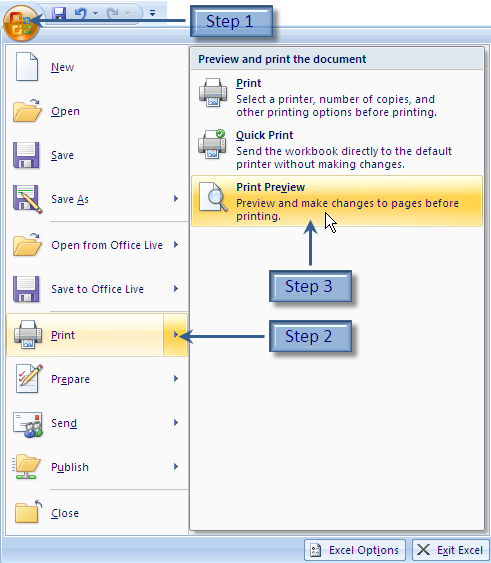 Step 1
New
Open
Save
Save As
Open from Office Live
Save to Office Live
Print
Prepare
Send
Publish
Close
Preview and print the document
Print
Select a printer, number of copies, and
other printing options before printing.
Quick Print
Send the workbook directly to the default
printer without making changes.
Print Preview
Preview and make changes to pages before
printing.
Step 3
Step 2
Excel Options
Exit Excel